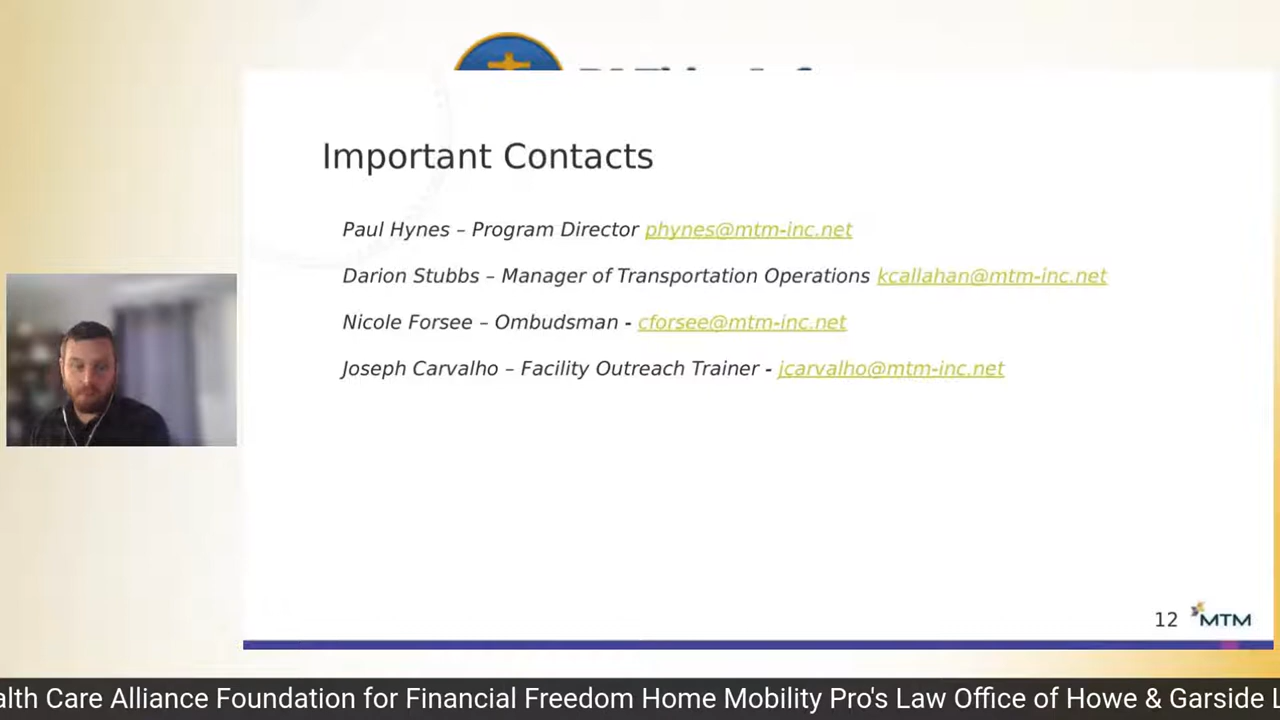 Important Contacts
Paul Hynes – Program Director phynes@mtm-inc.net
Darion Stubbs – Manager of Transportation Operations kcallahan@mtm-inc.net
Nicole Forsee – Ombudsman - cforsee@mtm-inc.net
Joseph Carvalho – Facility Outreach Trainer - jcarvalho@mtm-inc.net
12 MTM
alth Care Alliance Foundation for Financial Freedom Home Mobility Pro's Law Office of Howe & Garside L